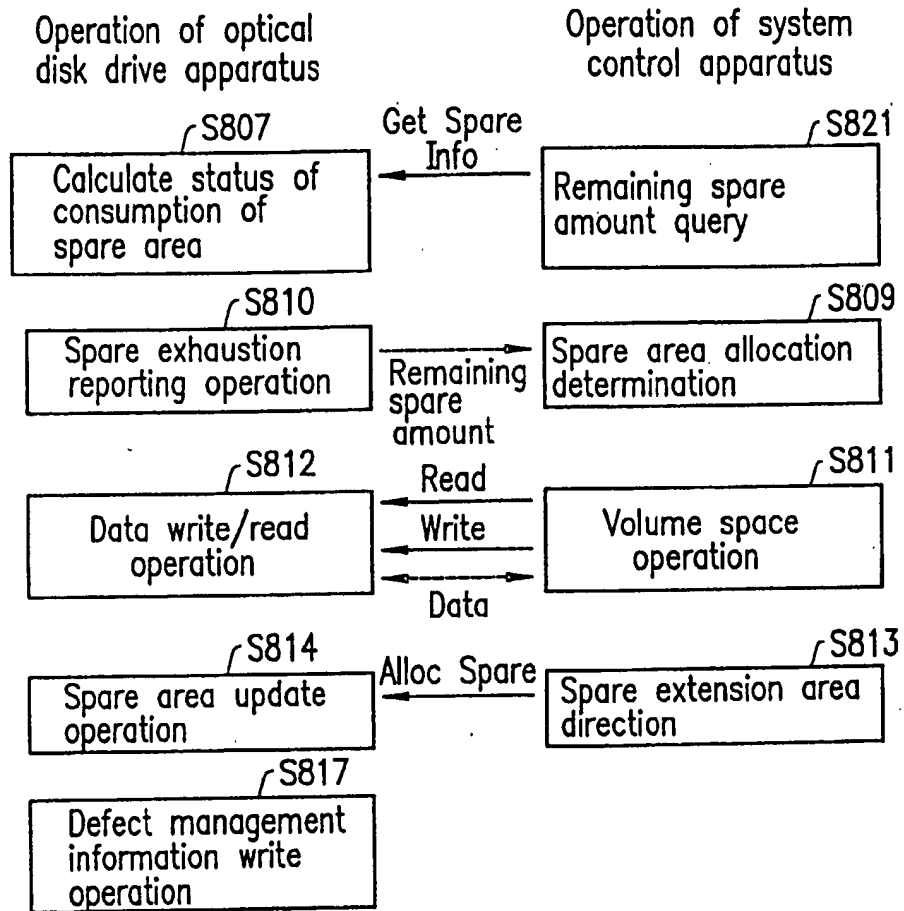 Operation of optical
disk drive apparatus
Operation of system
control apparatus
S807
Calculate status of
consumption of
spare area
Get Spare
Info
S821
Remaining spare
amount query
S810
Spare exhaustion
reporting operation
Remaining
spare
amount
S809
Spare area allocation
determination
S812
Data write/read
operation
Read
Write
Data
S811
Volume space
operation
S814
Spare area update
operation
Alloc Spare
S813
Spare extension area
direction
S817
Defect management
information write
operation